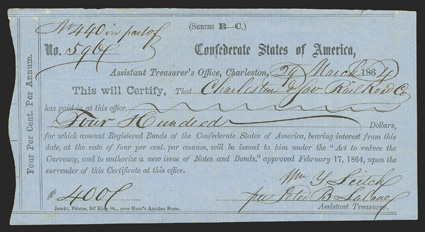 No 440 in part of
(SERIES B—C.)
No. 5967
Confederate States of America,
Assistant Treasurer's Office, Charleston, 29 March 1864
This will Certify, That Charleston & Sav Rail Road Co
has paid in at this office,
Four Hundred Dollars,
for which amount Registered Bonds of the Confederate States of America, bearing interest from this
date, at the rate of four per cent. per annum, will be issued to him under the "Act to reduce the
Currency, and to authorize a new issue of Notes and Bonds," approved February 17, 1864, upon the
surrender of this Certificate at this office.
Wm Y Leitch
$ 400
per B
Assistant Treasurer.
Four Per Cent. Per Annum.